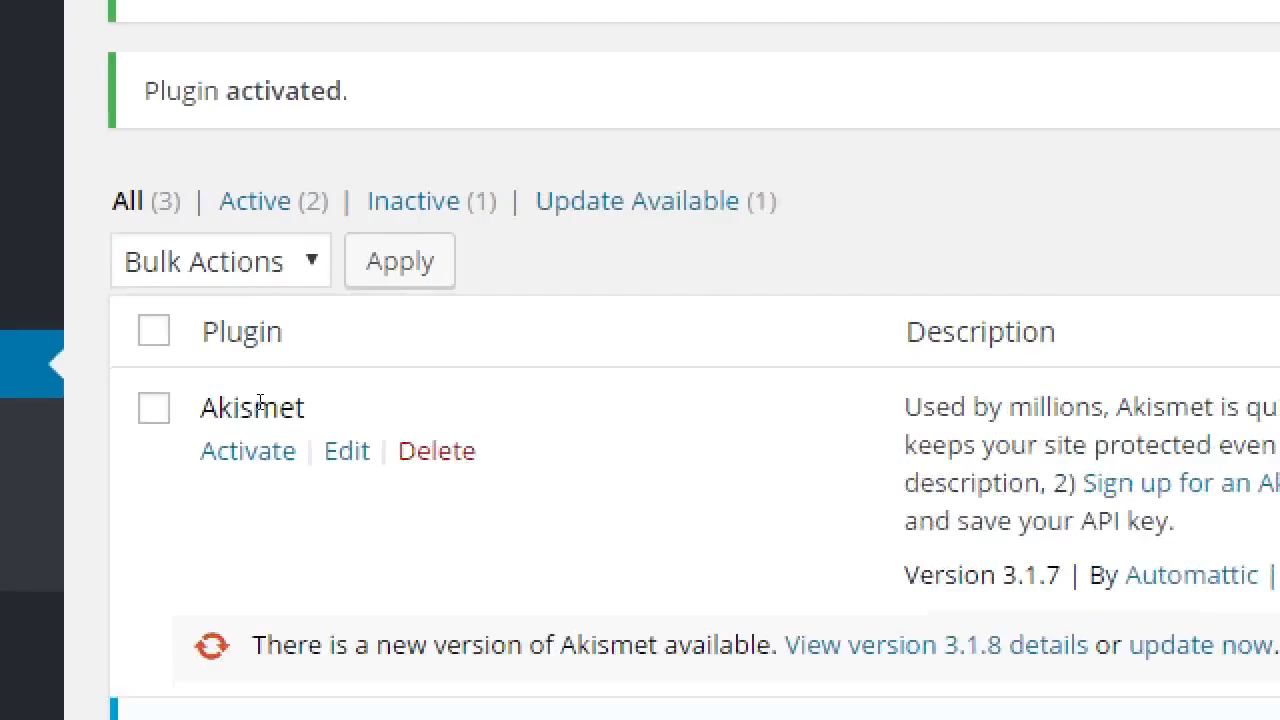 Plugin activated.
All (3) | Active (2) | Inactive (1) | Update Available (1)
Bulk Actions ▼ Apply
Plugin Description
Akismet Used by millions, Akismet is qu
Activate | Edit | Delete keeps your site protected even
description, 2) Sign up for an Ak
and save your API key.
Version 3.1.7 | By Automattic |
There is a new version of Akismet available. View version 3.1.8 details or update now.